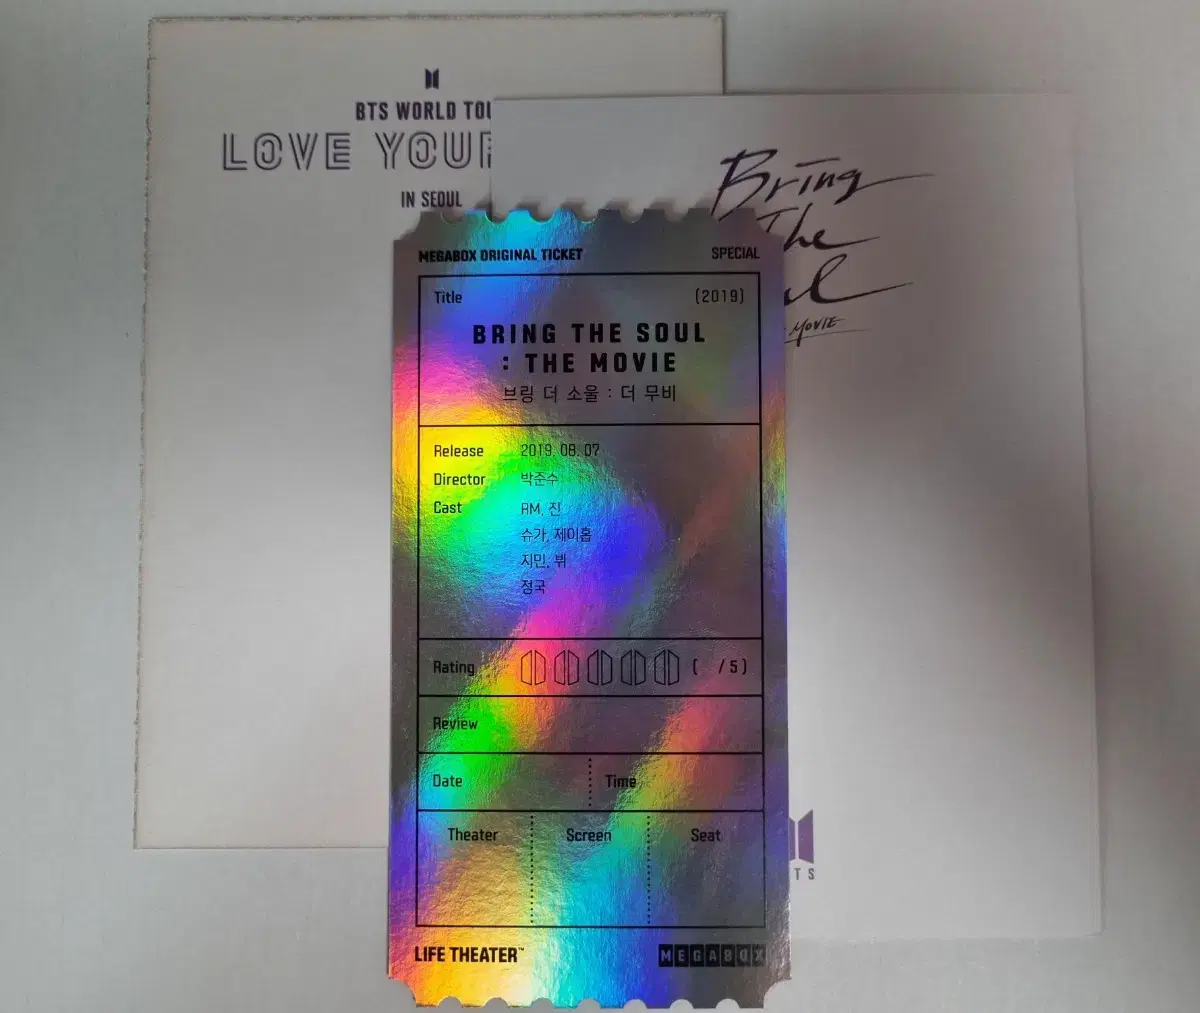 BTS WORLD TOU
LOVE YOUR
IN SEOUL
Bring
The
MOVIE
MEGABOX ORIGINAL TICKET
SPECIAL
Title
(2019)
BRING THE SOUL
: THE MOVIE
브링 더 소울 : 더 무비
Release 2019. 08. 07
Director 박준수
Cast RM, 진
슈가, 제이홉
지민, 뷔
정국
Rating ( /5)
Review
Date Time
Theater Screen Seat
LIFE THEATER™
MEGABOX
TS